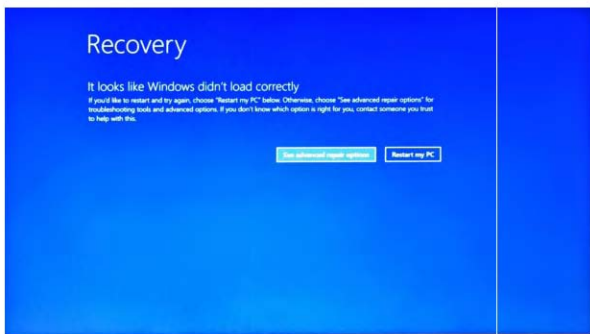 Recovery
It looks like Windows didn't load correctly
If you'd like to restart and try again, choose "Restart my PC" below. Otherwise, choose "See advanced repair options" for
troubleshooting tools and advanced options. If you don't know which option is right for you, contact someone you trust
to help with this.
See advanced repair options Restart my PC